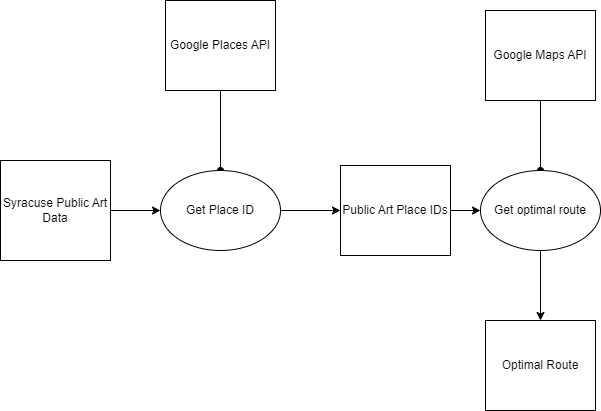 Google Places API
Google Maps API
Syracuse Public Art
Data
Get Place ID
Public Art Place IDs
Get optimal route
Optimal Route